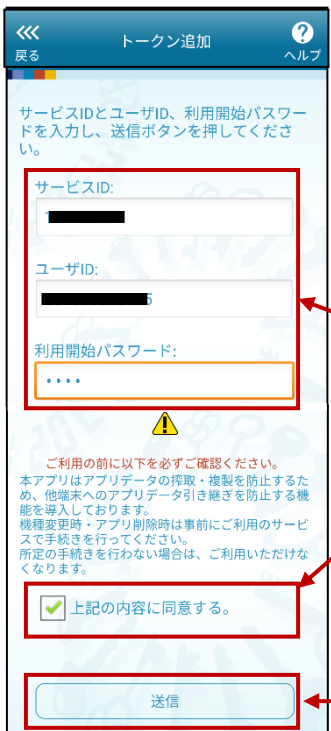 トークン追加
戻る
ヘルプ
サービスIDとユーザID、利用開始パスワー
ドを入力し、送信ボタンを押してくださ
い。
サービスID:
ユーザID:
利用開始パスワード:
ご利用の前に以下を必ずご確認ください。
本アプリはアプリデータの搾取・複製を防止するた
め、他端末へのアプリデータ引き継ぎを防止する機
能を導入しております。
機種変更時・アプリ削除時は事前にご利用のサービ
スで手続きを行ってください。
所定の手続きを行わない場合は、ご利用いただけな
くなります。
上記の内容に同意する。
送信